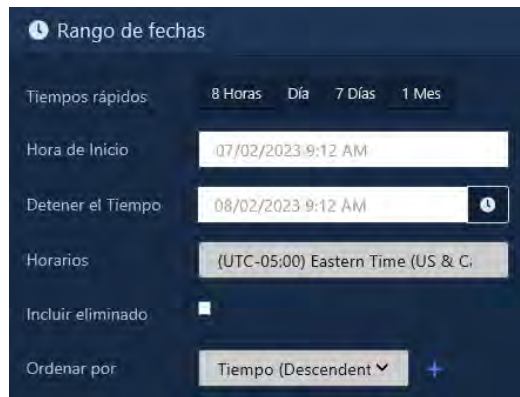 Rango de fechas
Tiempos rápidos 8 Horas Día 7 Días 1 Mes
Hora de Inicio 07/02/2023 9:12 AM
Detener el Tiempo 08/02/2023 9:12 AM
Horarios (UTC-05:00) Eastern Time (US & C
Incluir eliminado
Ordenar por Tiempo (Descendent +